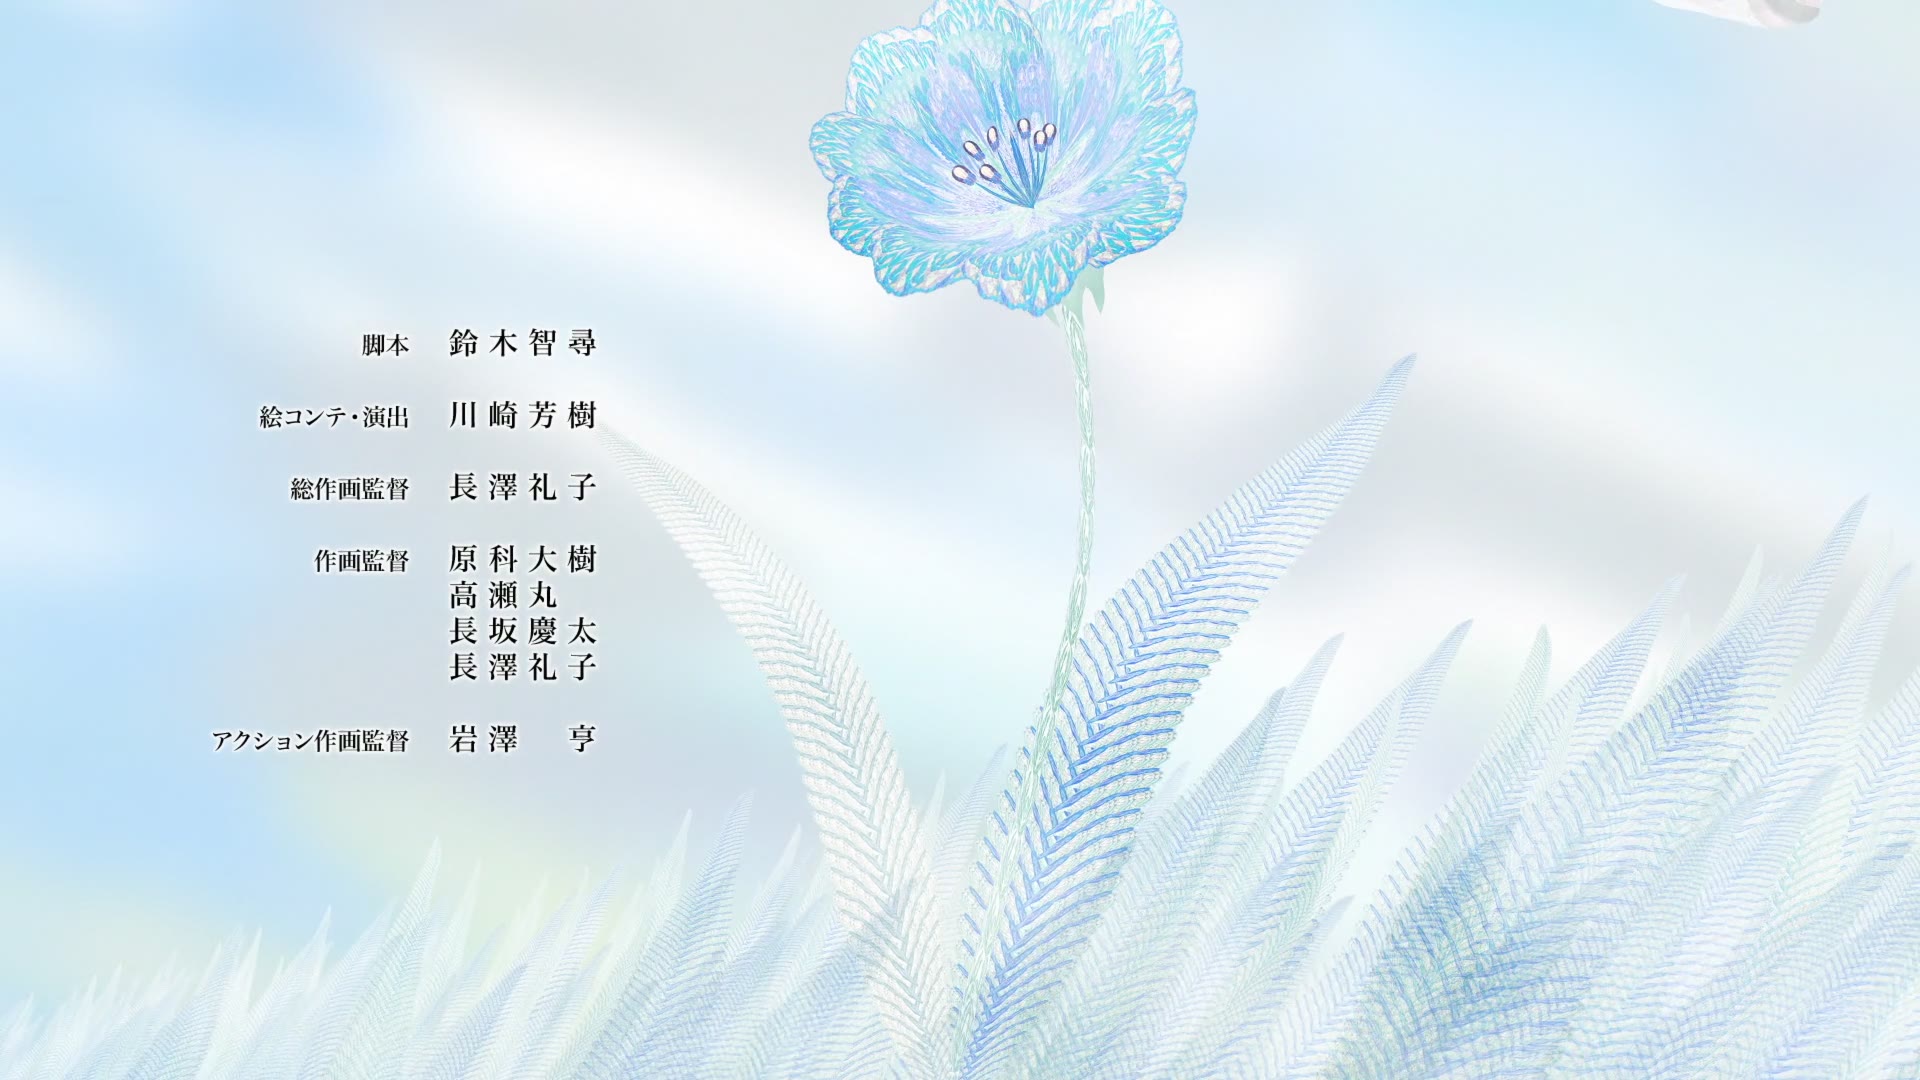 脚本 鈴木智尋
絵コンテ・演出 川崎芳樹
総作画監督 長澤礼子
作画監督 原科大樹
高瀬丸
長坂慶太
長澤礼子
アクション作画監督 岩澤 亨